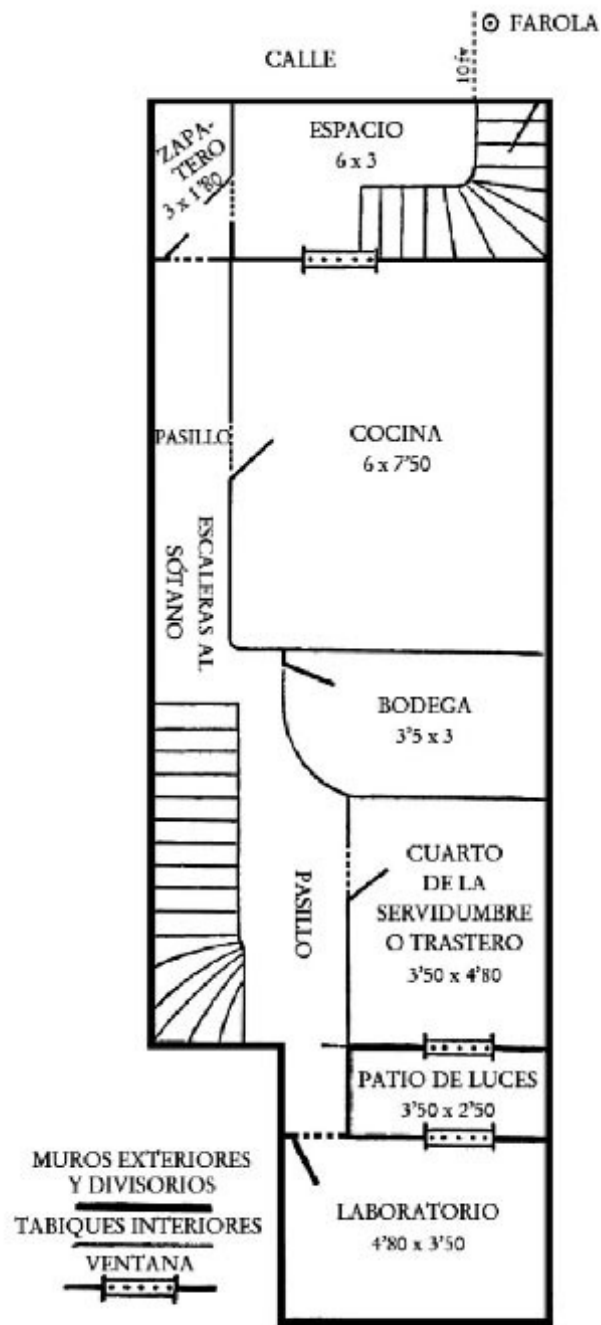 FAROLA
CALLE
ZAPA-
TERO
3 x 1'80
ESPACIO
6 x 3
PASILLO
COCINA
6 x 7'50
ESCALERAS AL
SÓTANO
BODEGA
3'5 x 3
PASILLO
CUARTO
DE LA
SERVIDUMBRE
O TRASTERO
3'50 x 4'80
PATIO DE LUCES
3'50 x 2'50
MUROS EXTERIORES
Y DIVISORIOS
TABIQUES INTERIORES
VENTANA
LABORATORIO
4'80 x 3'50